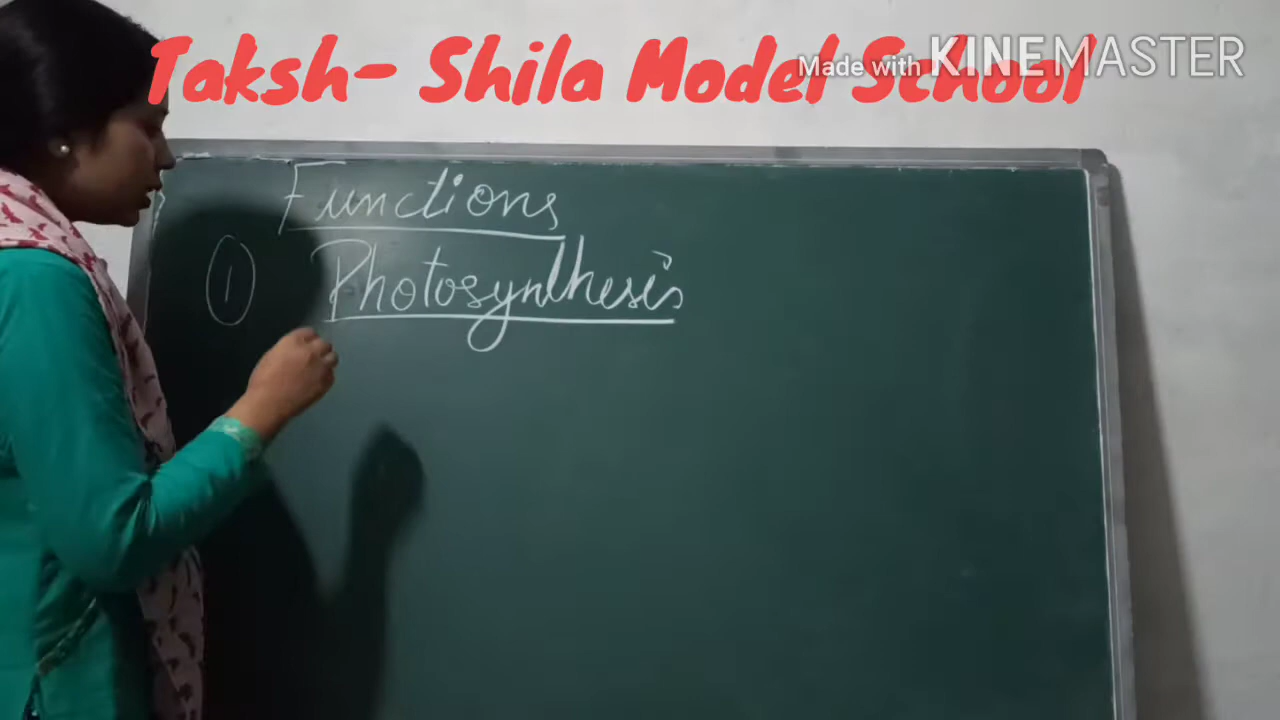 Taksh- Shila Model School
Made with KINEMASTER
Functions
① Photosynthesis